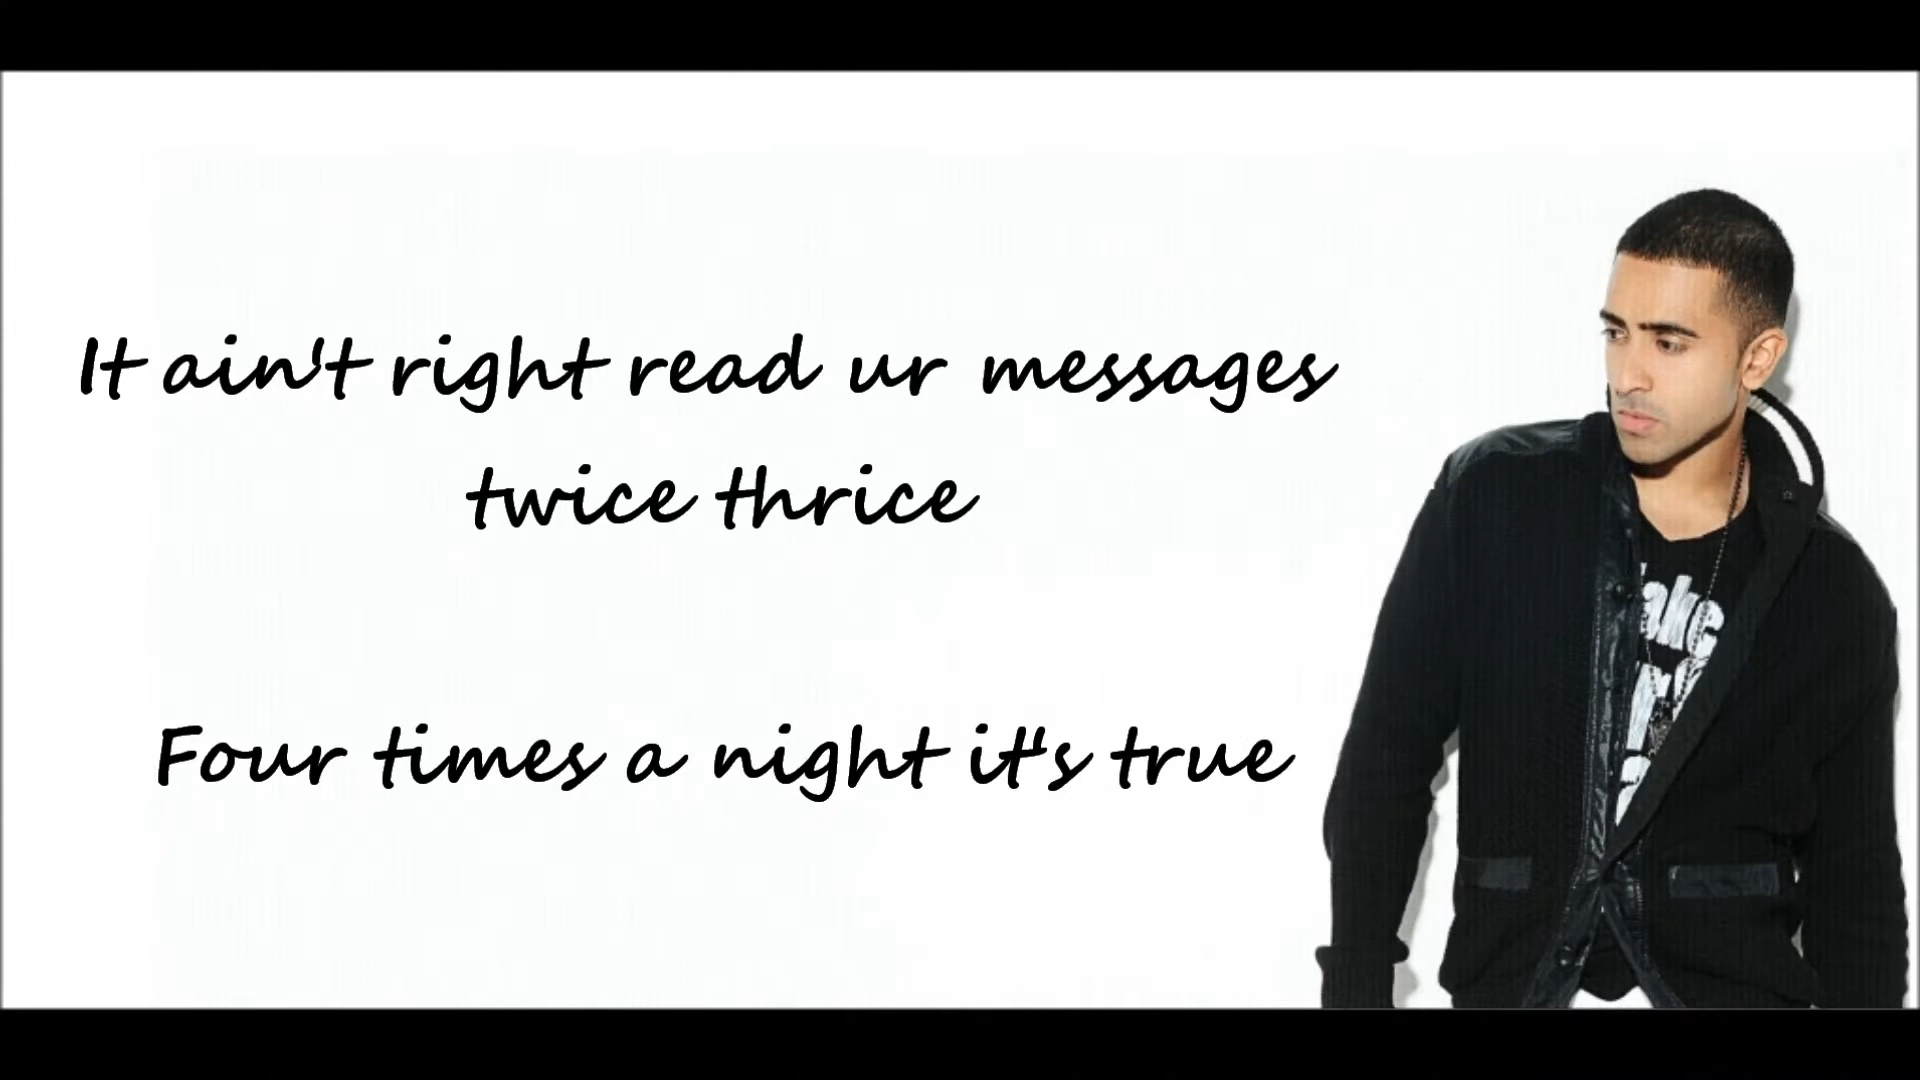 It ain't right read ur messages
twice thrice
Four times a night it's true